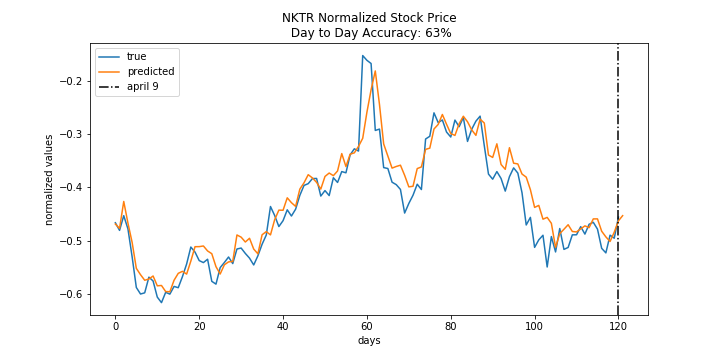 NKTR Normalized Stock Price
Day to Day Accuracy: 63%
true
predicted
april 9
normalized values
−0.2
−0.3
−0.4
−0.5
−0.6
0
20
40
60
80
100
120
days